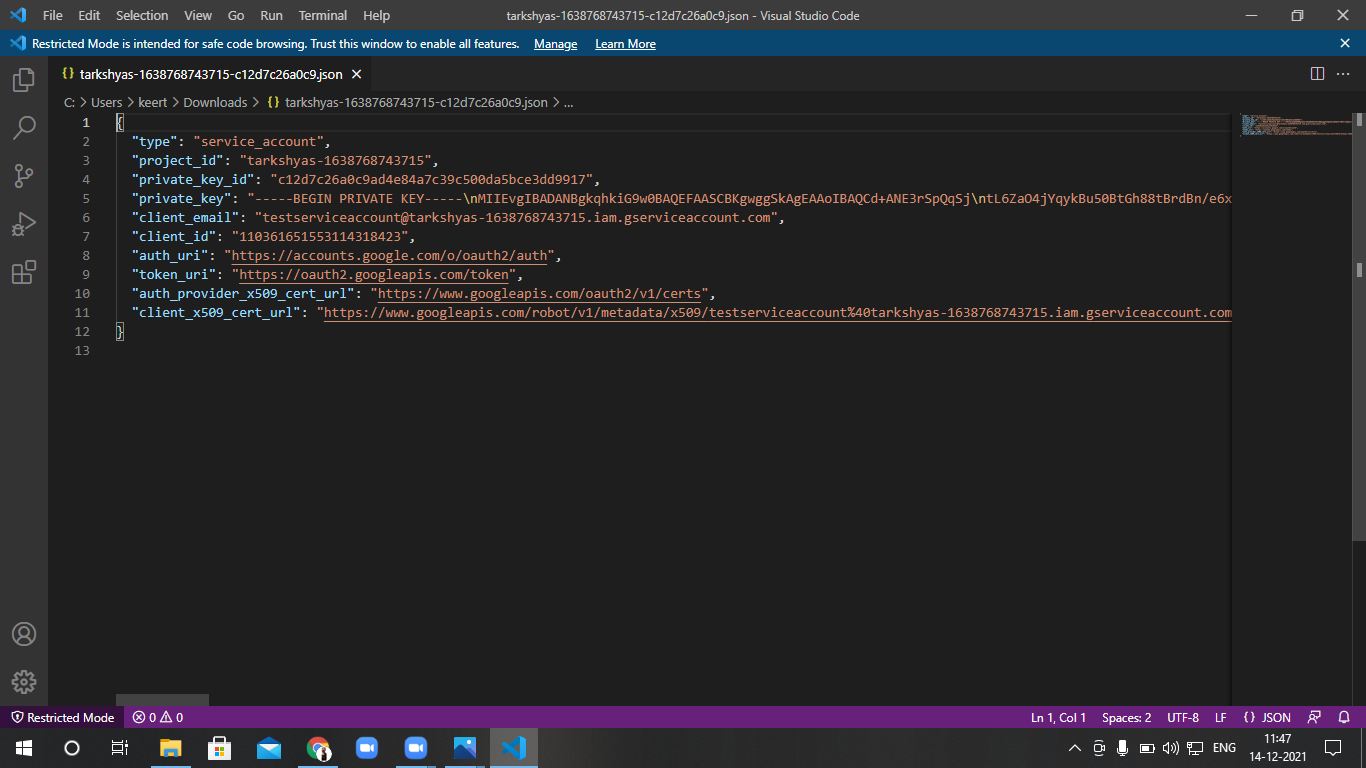 File Edit Selection View Go Run Terminal Help
tarkshyas-1638768743715-c12d7c26a0c9.json - Visual Studio Code
Restricted Mode is intended for safe code browsing. Trust this window to enable all features. Manage Learn More
{} tarkshyas-1638768743715-c12d7c26a0c9.json
C: > Users > keert > Downloads > {} tarkshyas-1638768743715-c12d7c26a0c9.json > ...
1 {
2 "type": "service_account",
3 "project_id": "tarkshyas-1638768743715",
4 "private_key_id": "c12d7c26a0c9ad4e84a7c39c500da5bce3dd9917",
5 "private_key": "-----BEGIN PRIVATE KEY-----\nMIIEvgIBADANBgkqhkiG9w0BAQEFAASCBKgwggSkAgEAAoIBAQCd+ANE3rSpQqSj\ntL6ZaO4jYqykBu50BtGh88tBrdBn/e6x
6 "client_email": "testserviceaccount@tarkshyas-1638768743715.iam.gserviceaccount.com",
7 "client_id": "110361651553114318423",
8 "auth_uri": "https://accounts.google.com/o/oauth2/auth",
9 "token_uri": "https://oauth2.googleapis.com/token",
10 "auth_provider_x509_cert_url": "https://www.googleapis.com/oauth2/v1/certs",
11 "client_x509_cert_url": "https://www.googleapis.com/robot/v1/metadata/x509/testserviceaccount%40tarkshyas-1638768743715.iam.gserviceaccount.com
12 }
13
Restricted Mode 0 0 Ln 1, Col 1 Spaces: 2 UTF-8 LF {} JSON
ENG
11:47
14-12-2021